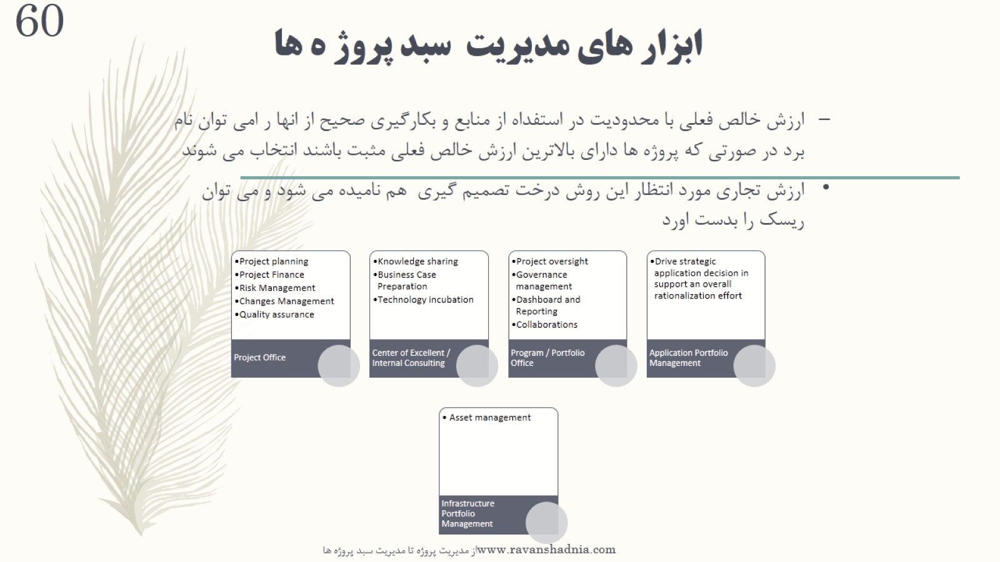 60
ابزار های مدیریت سبد پروژ ه ها
– ارزش خالص فعلی با محدودیت در استفداه از منابع و بکارگیری صحیح از انها ر امی توان نام
برد در صورتی که پروژه ها دارای بالاترین ارزش خالص فعلی مثبت باشند انتخاب می شوند
• ارزش تجاری مورد انتظار این روش درخت تصمیم گیری هم نامیده می شود و می توان
ریسک را بدست اورد
•Project planning
•Project Finance
•Risk Management
•Changes Management
•Quality assurance
Project Office
•Knowledge sharing
•Business Case
Preparation
•Technology incubation
Center of Excellent /
Internal Consulting
•Project oversight
•Governance
management
•Dashboard and
Reporting
•Collaborations
Program / Portfolio
Office
•Drive strategic
application decision in
support an overall
rationalization effort
Application Portfolio
Management
• Asset management
Infrastructure
Portfolio
Management
از مدیریت پروژه تا مدیریت سبد پروژه ها www.ravanshadnia.com